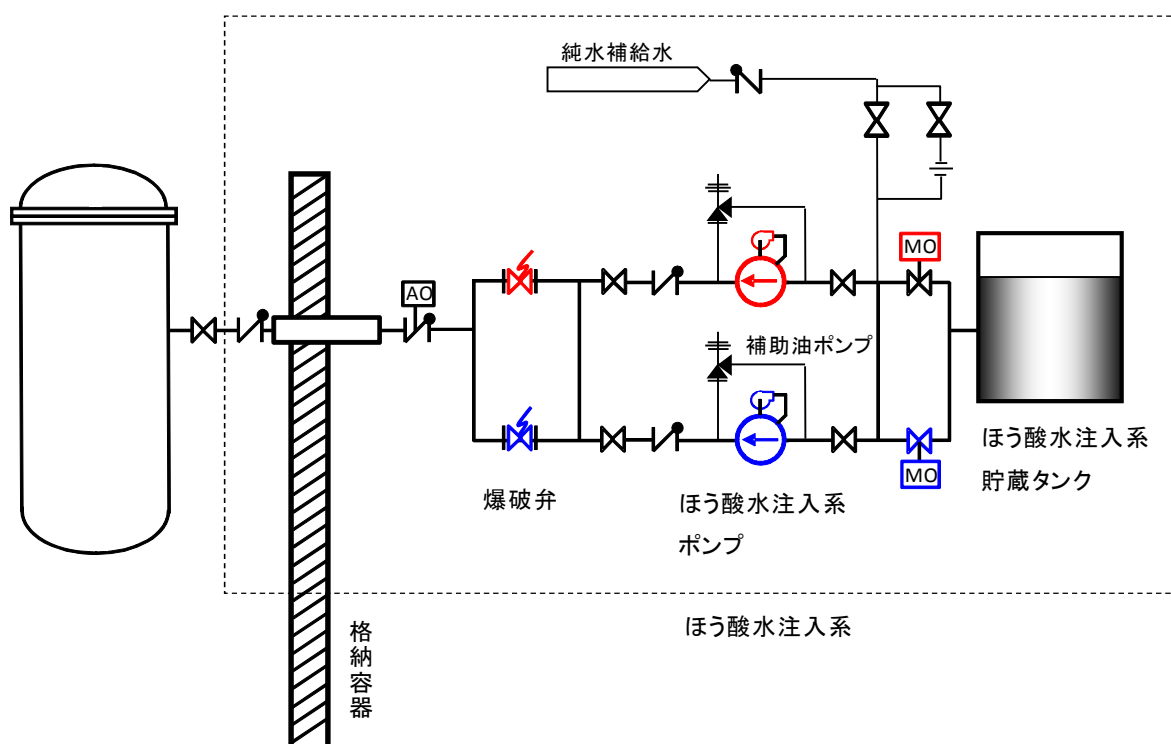 純水補給水
MO
AO
補助油ポンプ
MO
爆破弁
ほう酸水注入系
ポンプ
ほう酸水注入系
貯蔵タンク
ほう酸水注入系
格納容器